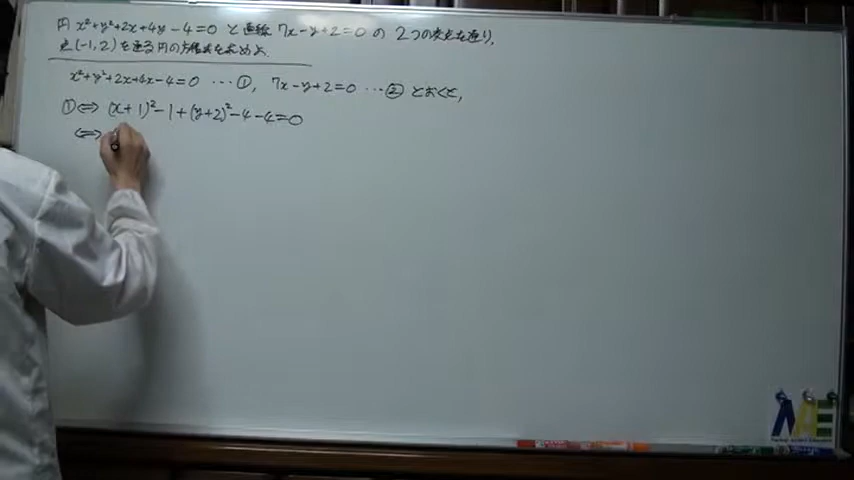 円 x²+y²+2x+4y-4=0 と直線 7x-y+2=0 の 2つの交点を通り,
点(-1,2)を通る円の方程式を求めよ.
x²+y²+2x+4x-4=0 …①, 7x-y+2=0 …② とおくと,
①⇔(x+1)²-1+(y+2)²-4-4=0
⇔
ME